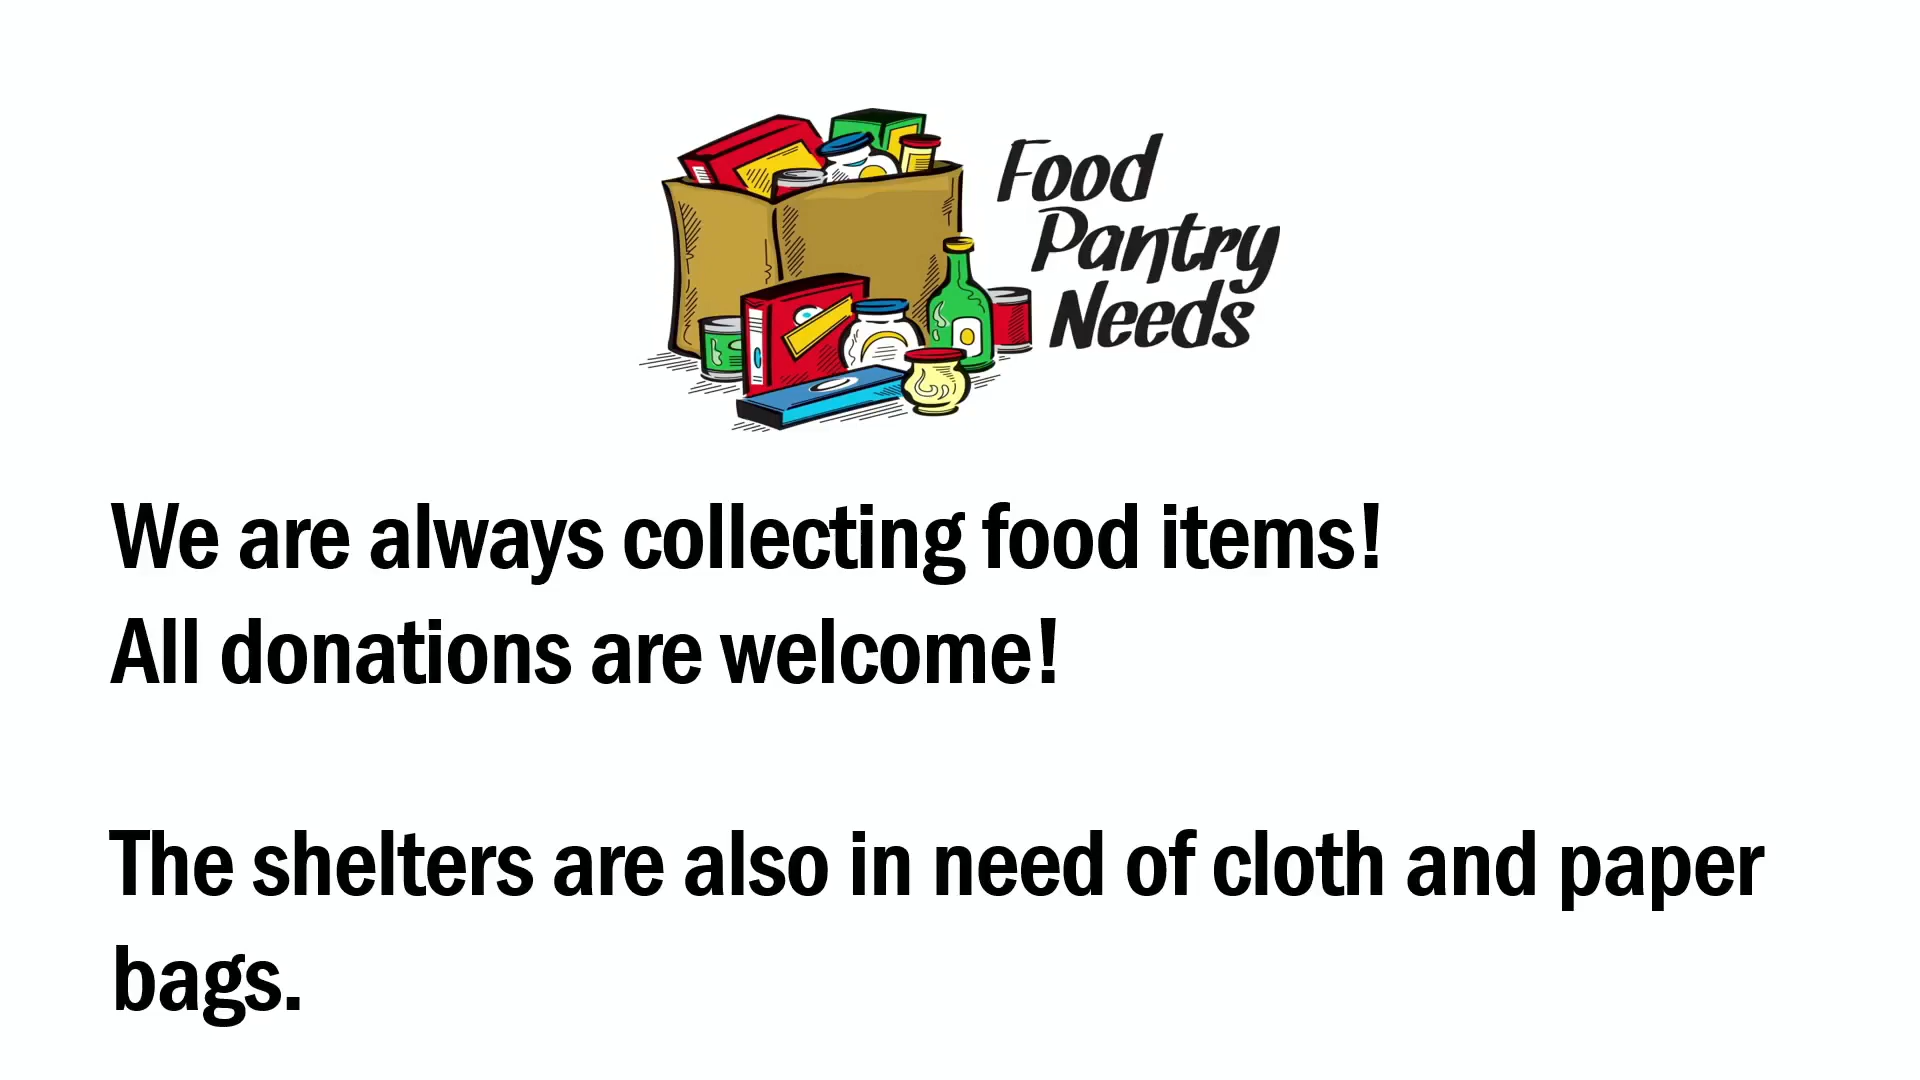 Food
Pantry
Needs
We are always collecting food items!
All donations are welcome!
The shelters are also in need of cloth and paper
bags.